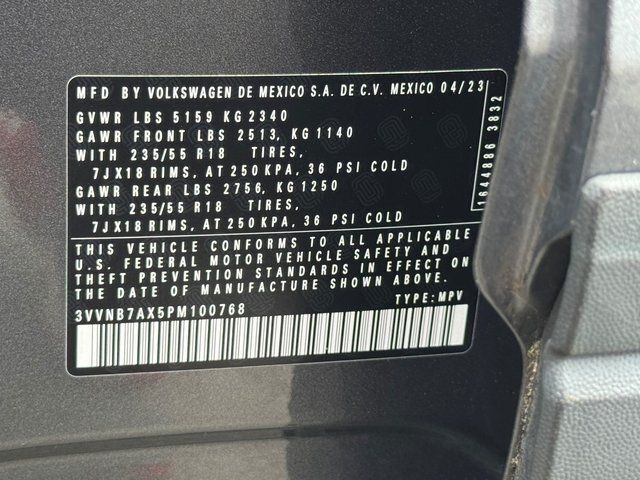 MFD BY VOLKSWAGEN DE MEXICO S.A. DE C.V. MEXICO 04/23
GVWR LBS 5159 KG 2340
GAWR FRONT LBS 2513, KG 1140
WITH 235/55 R18 TIRES,
7JX18 RIMS, AT 250 KPA, 36 PSI COLD
GAWR REAR LBS 2756, KG 1250
WITH 235/55 R18 TIRES,
7JX18 RIMS, AT 250 KPA, 36 PSI COLD
THIS VEHICLE CONFORMS TO ALL APPLICABLE
U.S. FEDERAL MOTOR VEHICLE SAFETY AND
THEFT PREVENTION STANDARDS IN EFFECT ON
THE DATE OF MANUFACTURE SHOWN ABOVE.
3VVNB7AX5PM100768 TYPE: MPV
1644886 3832